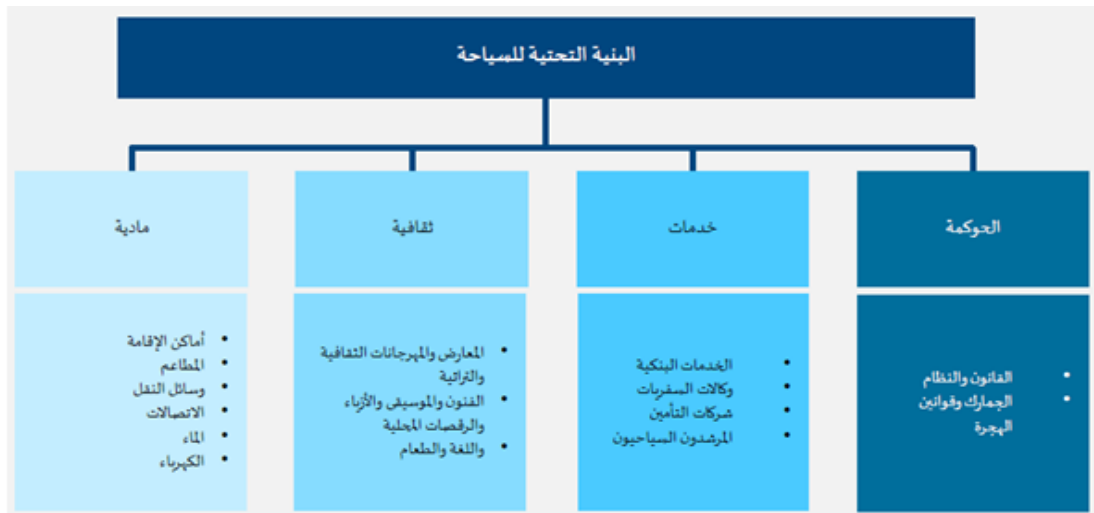 البنية التحتية للسياحة
الحوكمة
خدمات
ثقافية
مادية
• القانون والنظام
• الجمارك وقوانين
الهجرة
• الخدمات البنكية
• وكالات السفريات
• شركات التأمين
• المرشدون السياحيون
• المعارض والمهرجانات الثقافية
والتراثية
• الفنون والموسيقى والأزياء
والرقصات المحلية
• واللغة والطعام
• أماكن الإقامة
• المطاعم
• وسائل النقل
• الاتصالات
• الماء
• الكهرباء